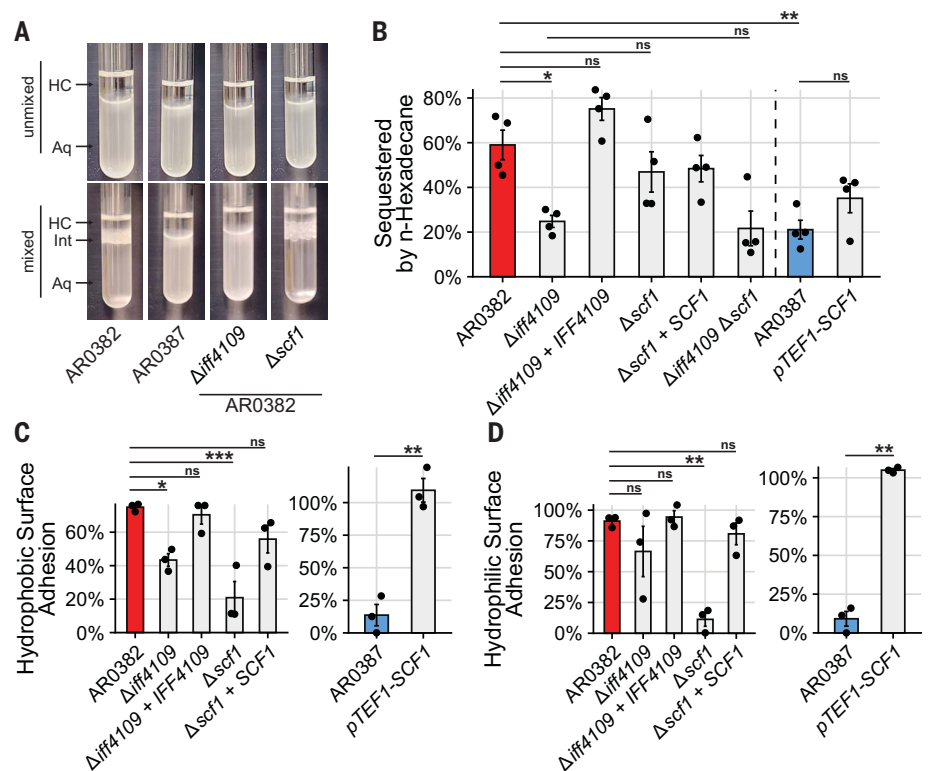 A
HC
unmixed
Aq
HC
Int
mixed
Aq
AR0382
AR0387
Δiff4109
Δscf1
AR0382
B
**
ns
ns
ns
*
ns
80%
60%
40%
20%
0%
Sequestered
by n-Hexadecane
AR0382
Δiff4109
Δiff4109 + IFF4109
Δscf1
Δscf1 + SCF1
Δiff4109 Δscf1
AR0387
pTEF1-SCF1
C
ns
***
ns
*
60%
40%
20%
0%
Hydrophobic Surface
Adhesion
AR0382
Δiff4109
Δiff4109 + IFF4109
Δscf1
Δscf1 + SCF1
**
100%
75%
50%
25%
0%
AR0387
pTEF1-SCF1
D
ns
**
ns
ns
100%
75%
50%
25%
0%
Hydrophilic Surface
Adhesion
AR0382
Δiff4109
Δiff4109 + IFF4109
Δscf1
Δscf1 + SCF1
**
100%
75%
50%
25%
0%
AR0387
pTEF1-SCF1